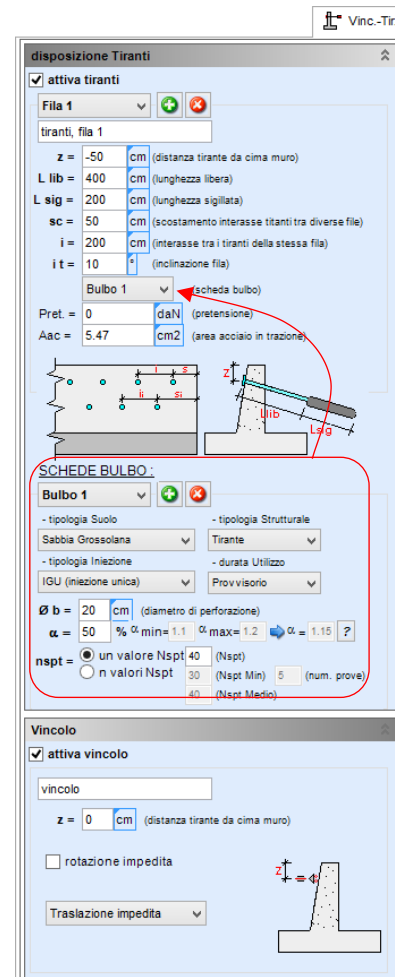 Vinc.-Tir
disposizione Tiranti
attiva tiranti
Fila 1
tiranti, fila 1
z = -50 cm (distanza tirante da cima muro)
L lib = 400 cm (lunghezza libera)
L sig = 200 cm (lunghezza sigillata)
sc = 50 cm (scostamento interasse titanti tra diverse file)
i = 200 cm (interasse tra i tiranti della stessa fila)
i t = 10 ° (inclinazione fila)
Bulbo 1 (scheda bulbo)
Pret. = 0 daN (pretensione)
Aac = 5.47 cm2 (area acciaio in trazione)
i s
z
li si
Llib
Lsig
SCHEDE BULBO :
Bulbo 1
- tipologia Suolo - tipologia Strutturale
Sabbia Grossolana Tirante
- tipologia Iniezione - durata Utilizzo
IGU (iniezione unica) Provvisorio
Ø b = 20 cm (diametro di perforazione)
α = 50 % α min= 1.1 α max= 1.2 α = 1.15 ?
nspt = un valore Nspt 40 (Nspt)
n valori Nspt 30 (Nspt Min) 5 (num. prove)
40 (Nspt Medio)
Vincolo
attiva vincolo
vincolo
z = 0 cm (distanza tirante da cima muro)
rotazione impedita
z
Traslazione impedita